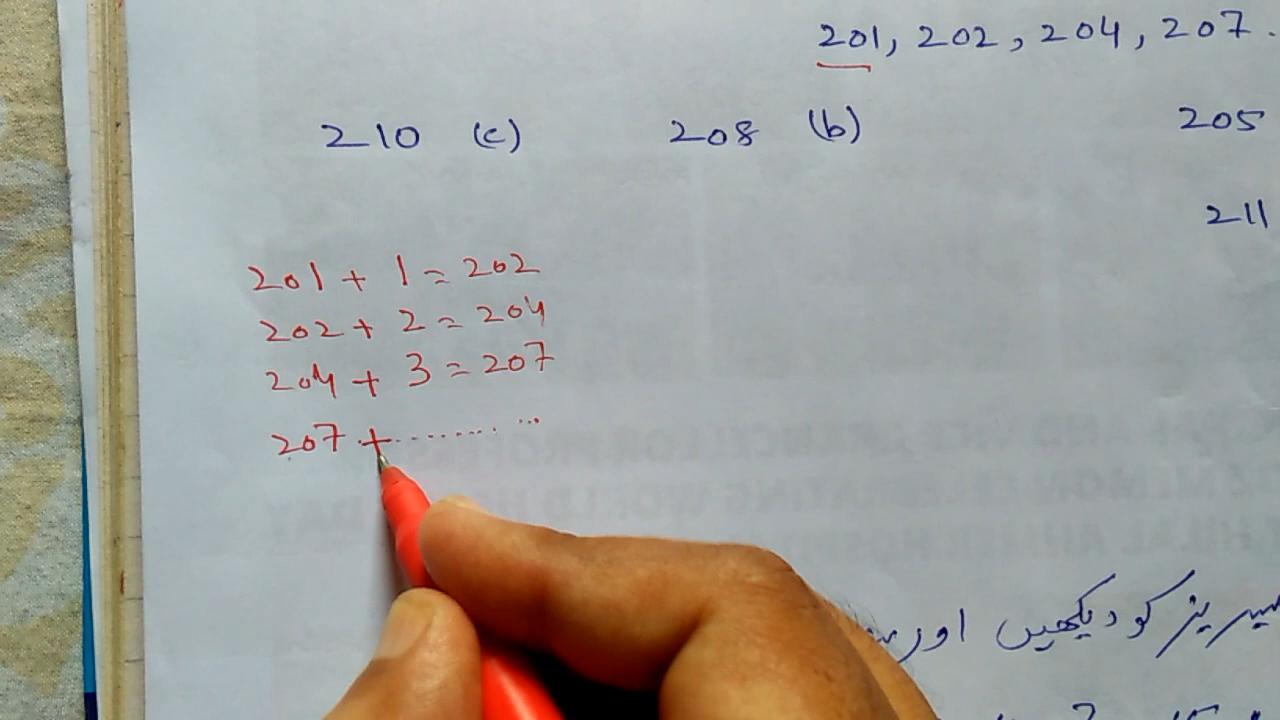 201, 202, 204, 207.
210 (c) 208 (b) 205
211
201 + 1 = 202
202 + 2 = 204
204 + 3 = 207
207 + ..........
سیریز کو دیکھیں اور